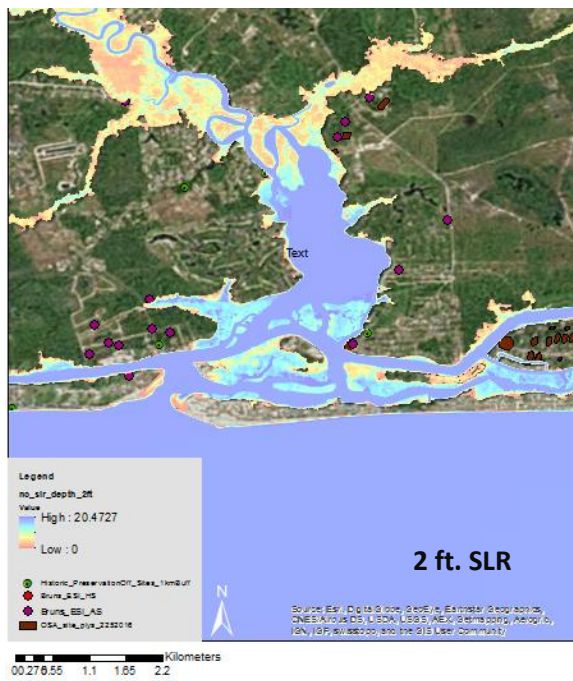 Text
Legend
no_slr_depth_2ft
Value
High : 20.4727
Low : 0
Historic_PreservationOff_Sites_1kmBuff
Bruns_ESI_HS
Bruns_ESI_AS
OSA_site_plys_2252016
2 ft. SLR
N
Source: Esri, DigitalGlobe, GeoEye, Earthstar Geographics,
CNES/Airbus DS, USDA, USGS, AEX, Getmapping, Aerogrid,
IGN, IGP, swisstopo, and the GIS User Community
Kilometers
00.2750.55 1.1 1.65 2.2